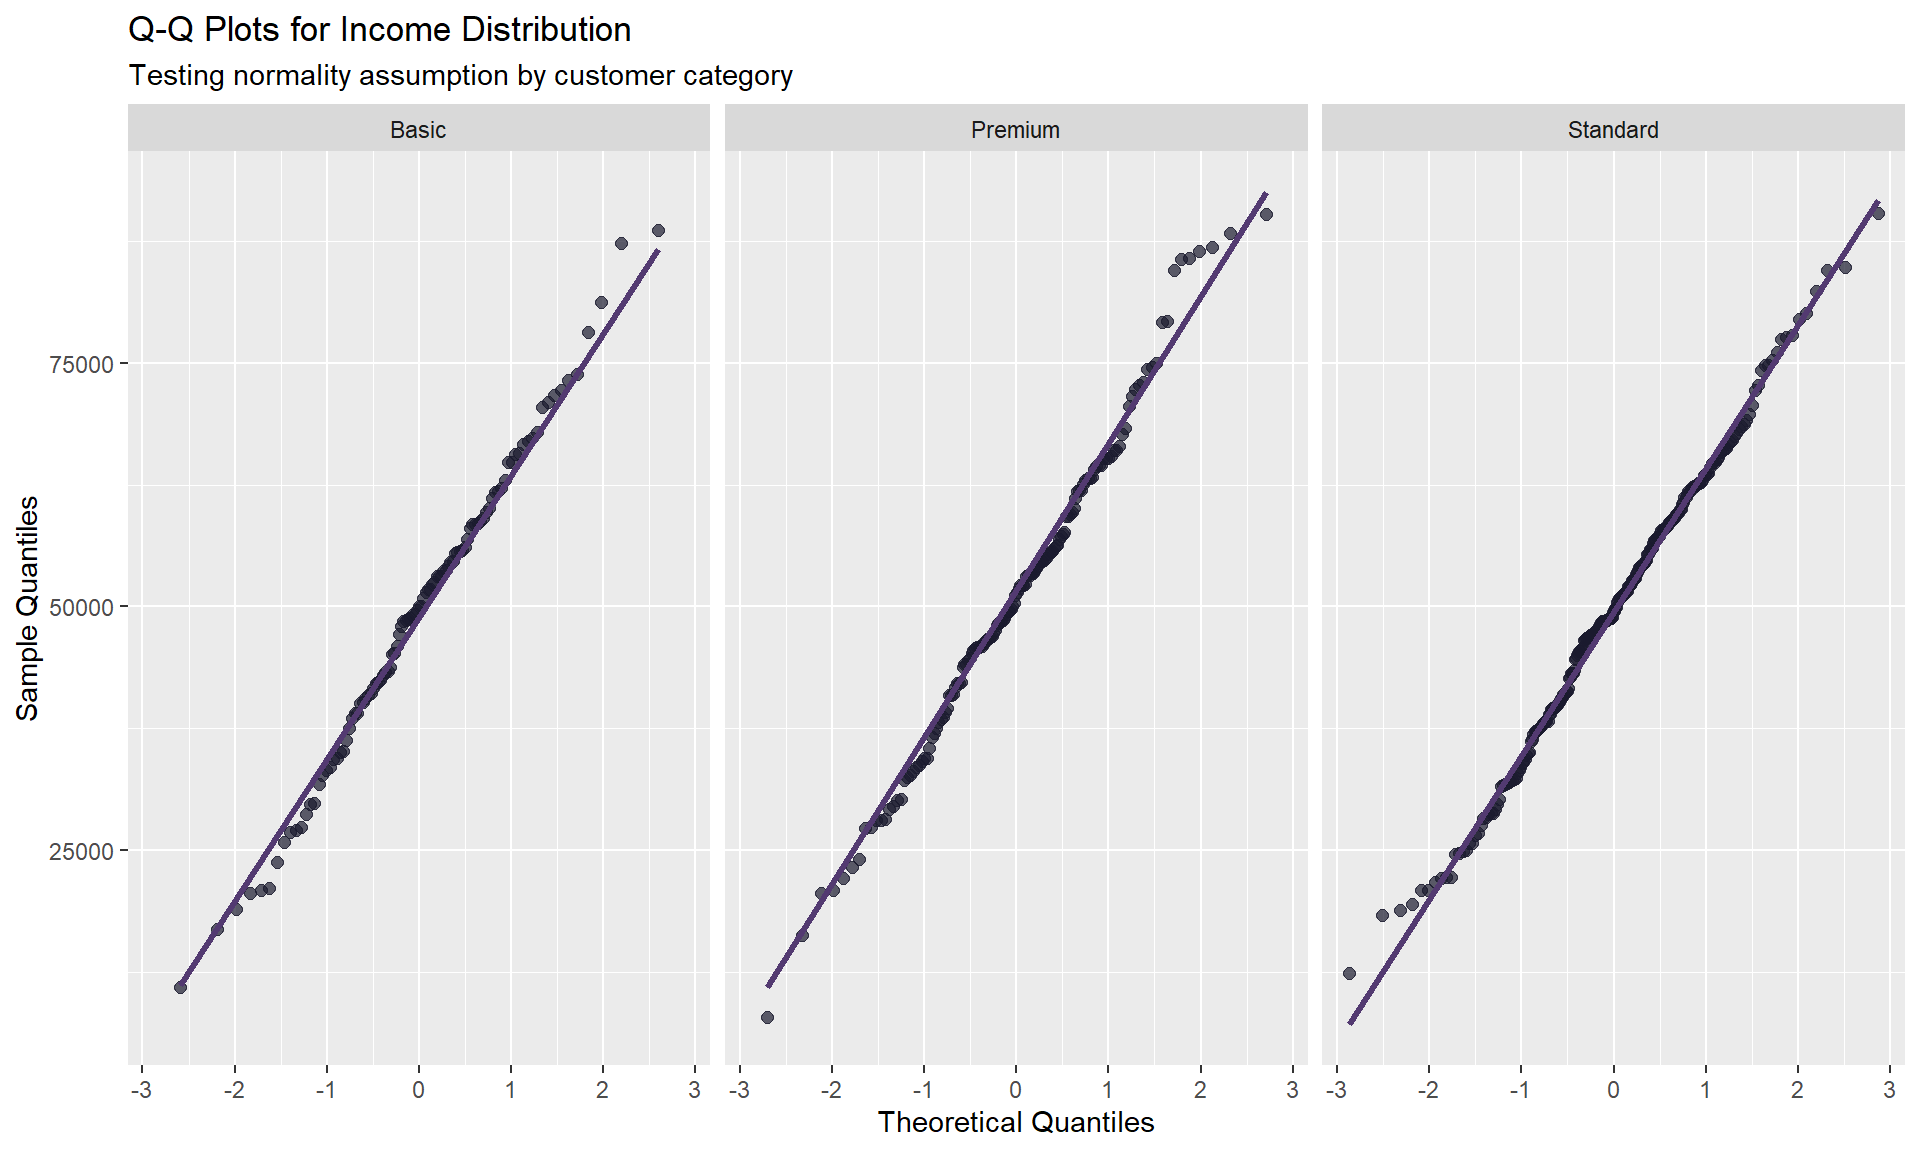 Q-Q Plots for Income Distribution
Testing normality assumption by customer category
Basic
Premium
Standard
Sample Quantiles
75000
50000
25000
-3 -2 -1 0 1 2 3
-3 -2 -1 0 1 2 3
-3 -2 -1 0 1 2 3
Theoretical Quantiles